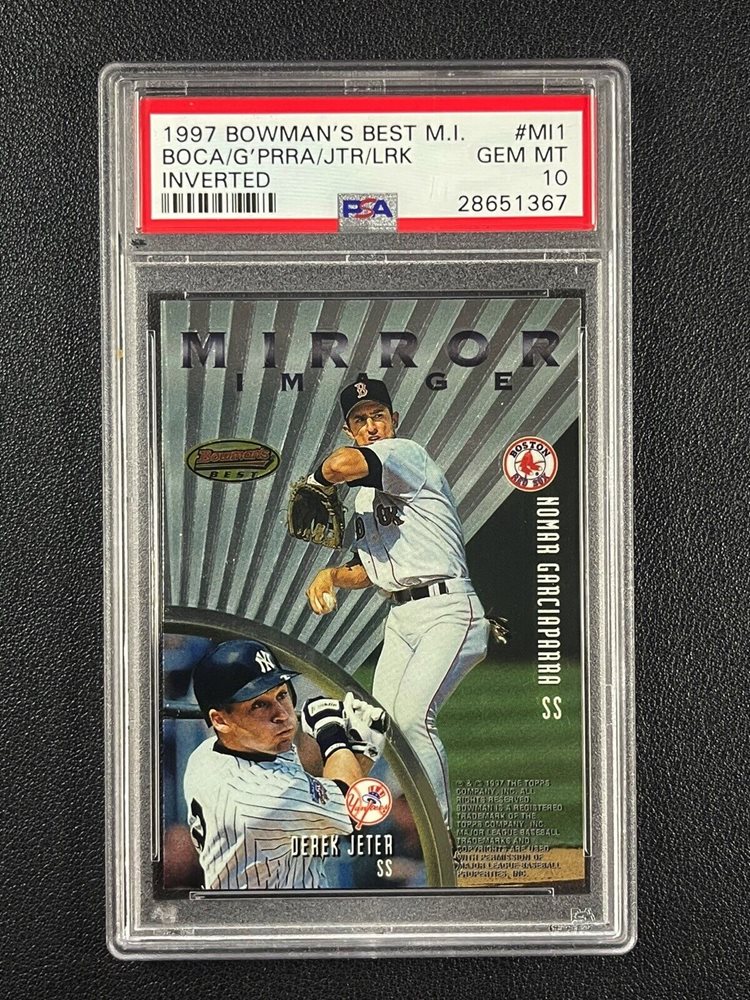 1997 BOWMAN'S BEST M.I. #MI1
BOCA/G'PRRA/JTR/LRK GEM MT
INVERTED 10
PSA 28651367
MIRROR
IMAGE
B
Bowman's
BEST
BOSTON
RED SOX
NOMAR GARCIAPARRA SS
NY
Yankees
DEREK JETER
SS
® & © 1997 THE TOPPS
COMPANY, INC. ALL
RIGHTS RESERVED
BOWMAN IS A REGISTERED
TRADEMARK OF THE
TOPPS COMPANY, INC.
MAJOR LEAGUE BASEBALL
TRADEMARKS AND
COPYRIGHTS ARE USED
WITH PERMISSION OF
MAJOR LEAGUE BASEBALL
PROPERTIES, INC.